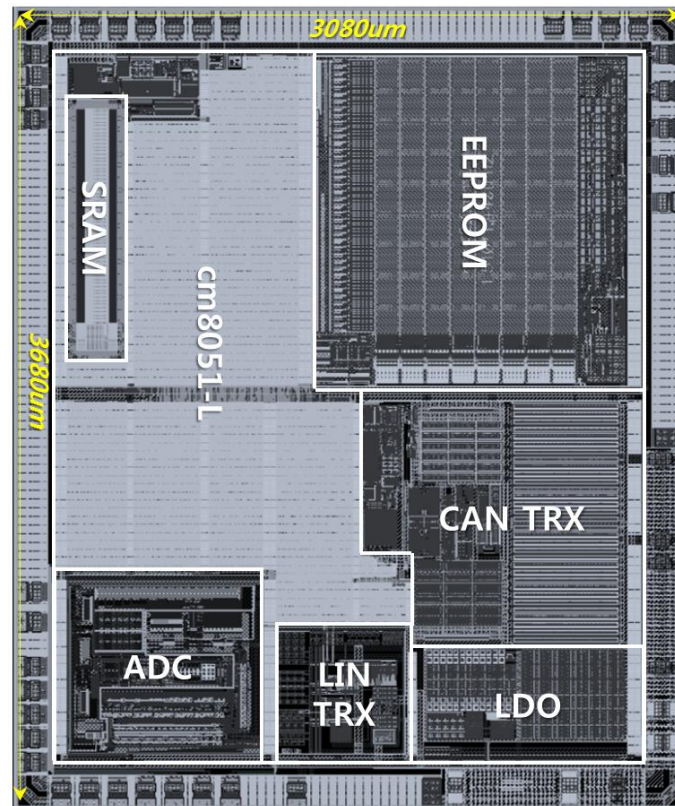 3080um
3680um
SRAM
cm8051-L
EEPROM
CAN TRX
ADC
LIN
TRX
LDO